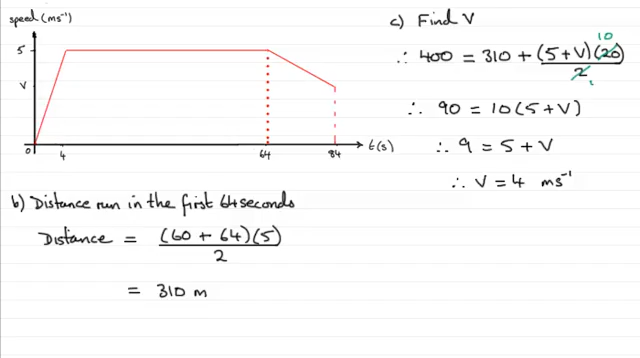 speed (ms⁻¹)
5
V
0
4
64
84
t(s)
b) Distance run in the first 64 seconds
Distance = (60 + 64)(5)/2
= 310 m
c) Find V
∴ 400 = 310 + (5+V)(20)/2
10
1
∴ 90 = 10(5+V)
∴ 9 = 5 + V
∴ V = 4 ms⁻¹